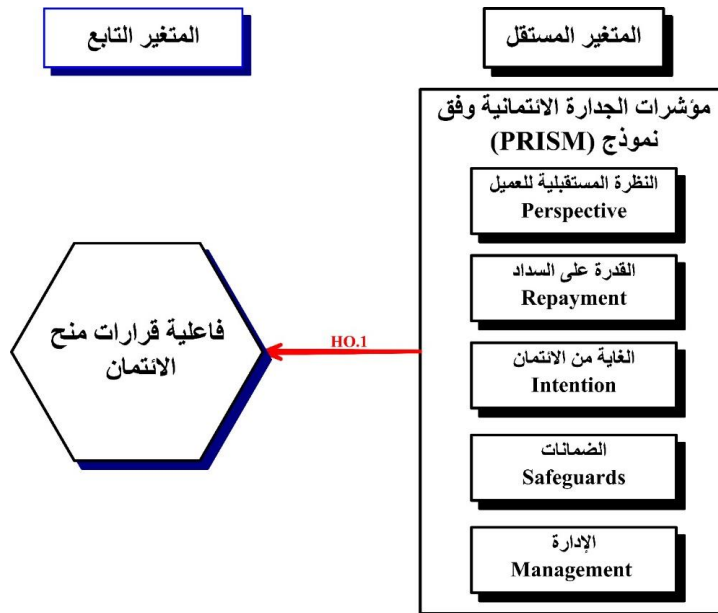 المتغير المستقل
المتغير التابع
مؤشرات الجدارة الائتمانية وفق
نموذج (PRISM)
النظرة المستقبلية للعميل
Perspective
القدرة على السداد
Repayment
الغاية من الائتمان
Intention
الضمانات
Safeguards
الإدارة
Management
HO.1
فاعلية قرارات منح
الائتمان